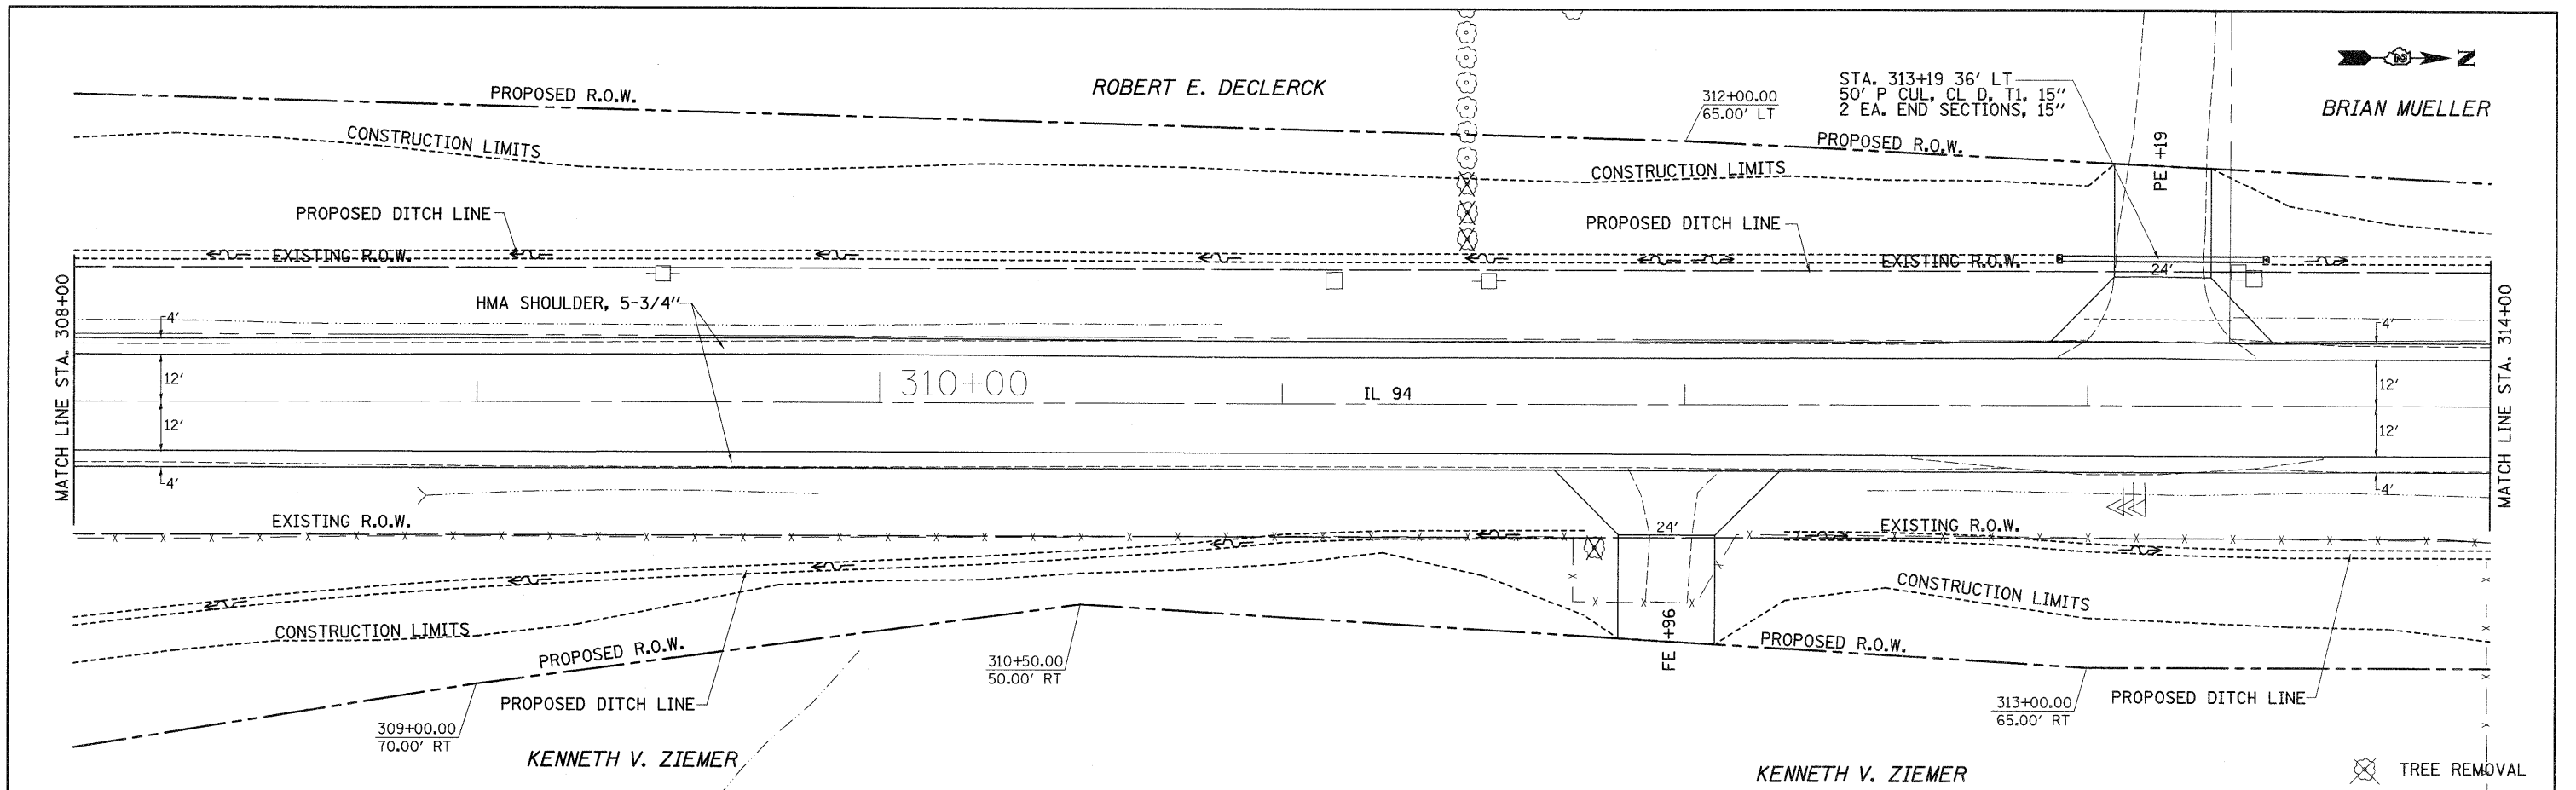 PROPOSED R.O.W.
ROBERT E. DECLERCK
312+00.00
65.00' LT
STA. 313+19 36' LT
50' P CUL, CL D, T1, 15"
2 EA. END SECTIONS, 15"
N
BRIAN MUELLER
CONSTRUCTION LIMITS
PROPOSED R.O.W.
PE +19
CONSTRUCTION LIMITS
PROPOSED DITCH LINE
PROPOSED DITCH LINE
EXISTING R.O.W.
EXISTING R.O.W.
24'
MATCH LINE STA. 308+00
HMA SHOULDER, 5-3/4"
MATCH LINE STA. 314+00
4'
4'
12'
310+00
IL 94
12'
12'
12'
4'
4'
EXISTING R.O.W.
24'
EXISTING R.O.W.
CONSTRUCTION LIMITS
CONSTRUCTION LIMITS
PROPOSED R.O.W.
FE +96
PROPOSED R.O.W.
310+50.00
50.00' RT
PROPOSED DITCH LINE
313+00.00
65.00' RT
PROPOSED DITCH LINE
309+00.00
70.00' RT
KENNETH V. ZIEMER
KENNETH V. ZIEMER
TREE REMOVAL